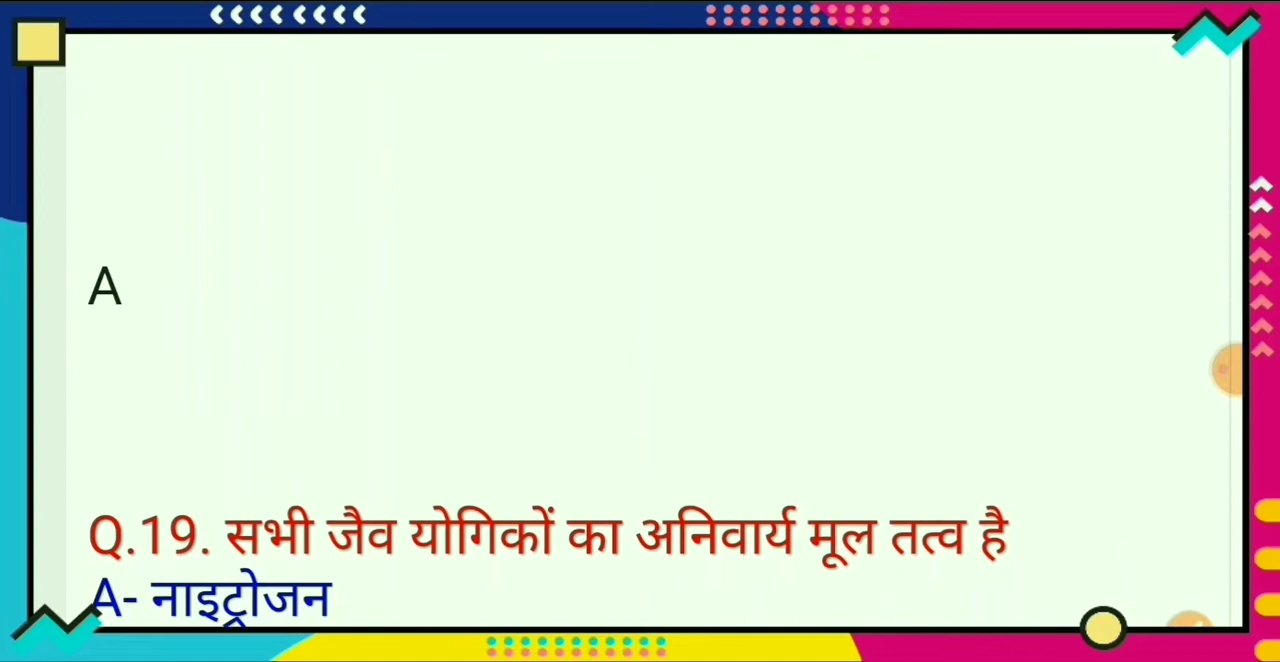 A
Q.19. सभी जैव योगिकों का अनिवार्य मूल तत्व है
A- नाइट्रोजन